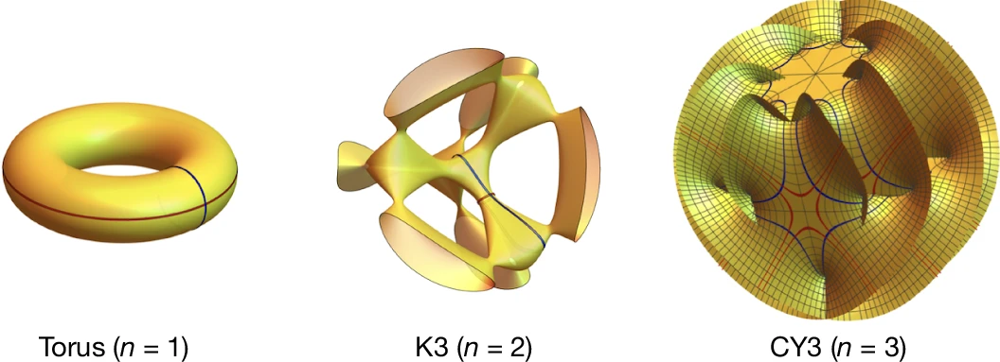 Torus (n = 1)
K3 (n = 2)
CY3 (n = 3)